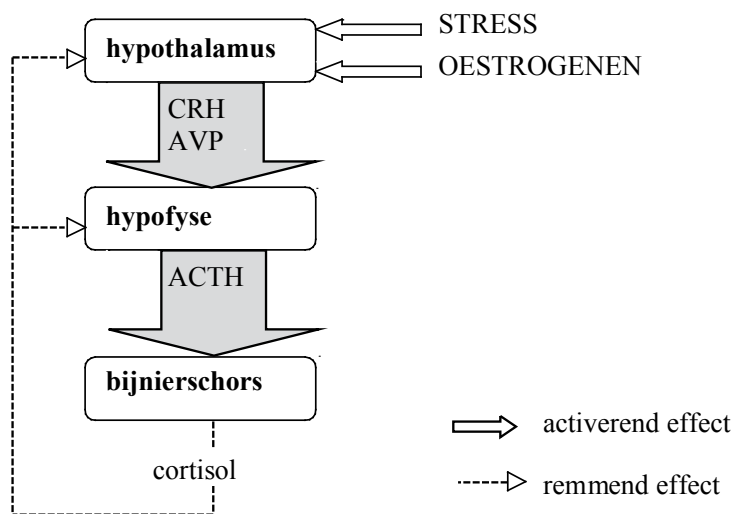 STRESS
hypothalamus
OESTROGENEN
CRH
AVP
hypofyse
ACTH
bijnierschors
activerend effect
cortisol
remmend effect